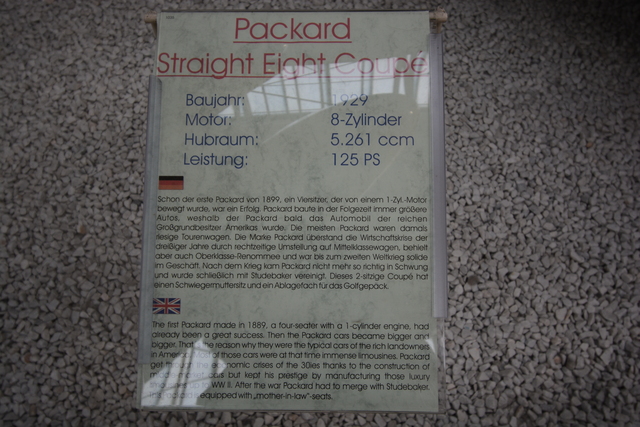 Packard
Straight Eight Coupé
Baujahr: 1929
Motor: 8-Zylinder
Hubraum: 5.261 ccm
Leistung: 125 PS
Schon der erste Packard von 1899, ein Viersitzer, der von einem 1-Zyl.-Motor
bewegt wurde, war ein Erfolg. Packard baute in der Folgezeit immer größere
Autos, weshalb der Packard bald das Automobil der reichen
Großgrundbesitzer Amerikas wurde. Die meisten Packard waren damals
riesige Tourenwagen. Die Marke Packard überstand die Wirtschaftskrise der
dreißiger Jahre durch rechtzeitige Umstellung auf Mittelklassewagen, behielt
aber auch Oberklasse-Renommee und war bis zum zweiten Weltkrieg solide
im Geschäft. Nach dem Krieg kam Packard nicht mehr so richtig in Schwung
und wurde schließlich mit Studebaker vereinigt. Dieses 2-sitzige Coupé hat
einen Schwiegermuttersitz und ein Ablagefach für das Golfgepäck.
The first Packard made in 1889, a four-seater with a 1-cylinder engine, had
already been a great success. Then the Packard cars became bigger and
bigger. That the reason why they were the typical cars of the rich landowned
in America of those cars were at that time immense limousines. Packard
get the economic crises of the 30ies thanks to the construction of
cars but kept his prestige by manufacturing those luxury
to WW II. After the war Packard had to merge with Studebaker.
equipped with „mother-in-law"-seats.